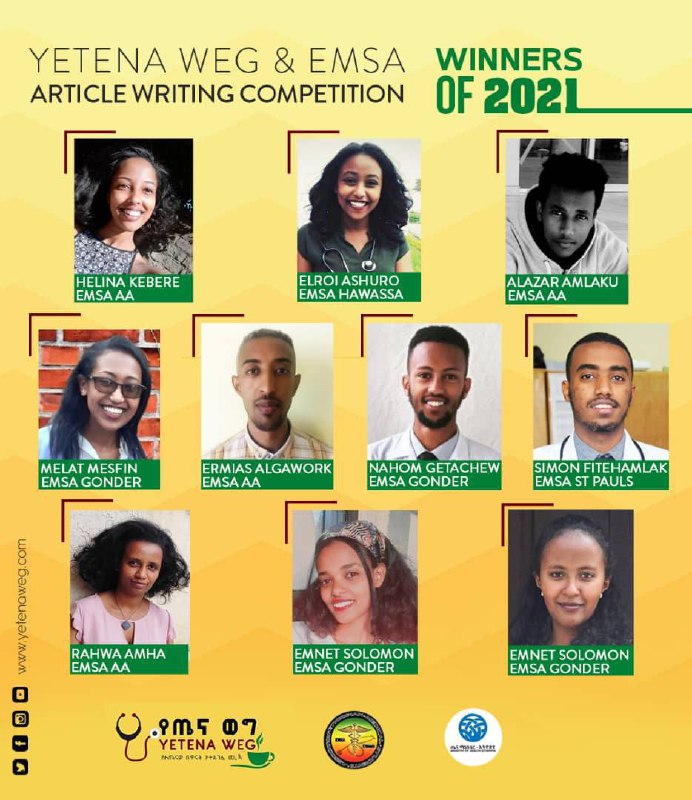 YETENA WEG & EMSA
ARTICLE WRITING COMPETITION
WINNERS
OF 2021
HELINA KEBERE
EMSA AA
ELROI ASHURO
EMSA HAWASSA
ALAZAR AMLAKU
EMSA AA
MELAT MESFIN
EMSA GONDER
ERMIAS ALGAWORK
EMSA AA
NAHOM GETACHEW
EMSA GONDER
SIMON FITEHAMLAK
EMSA ST PAULS
RAHWA AMHA
EMSA AA
EMNET SOLOMON
EMSA GONDER
EMNET SOLOMON
EMSA GONDER
www.yetenaweg.com
የጤና ወግ
YETENA WEG
EMSA